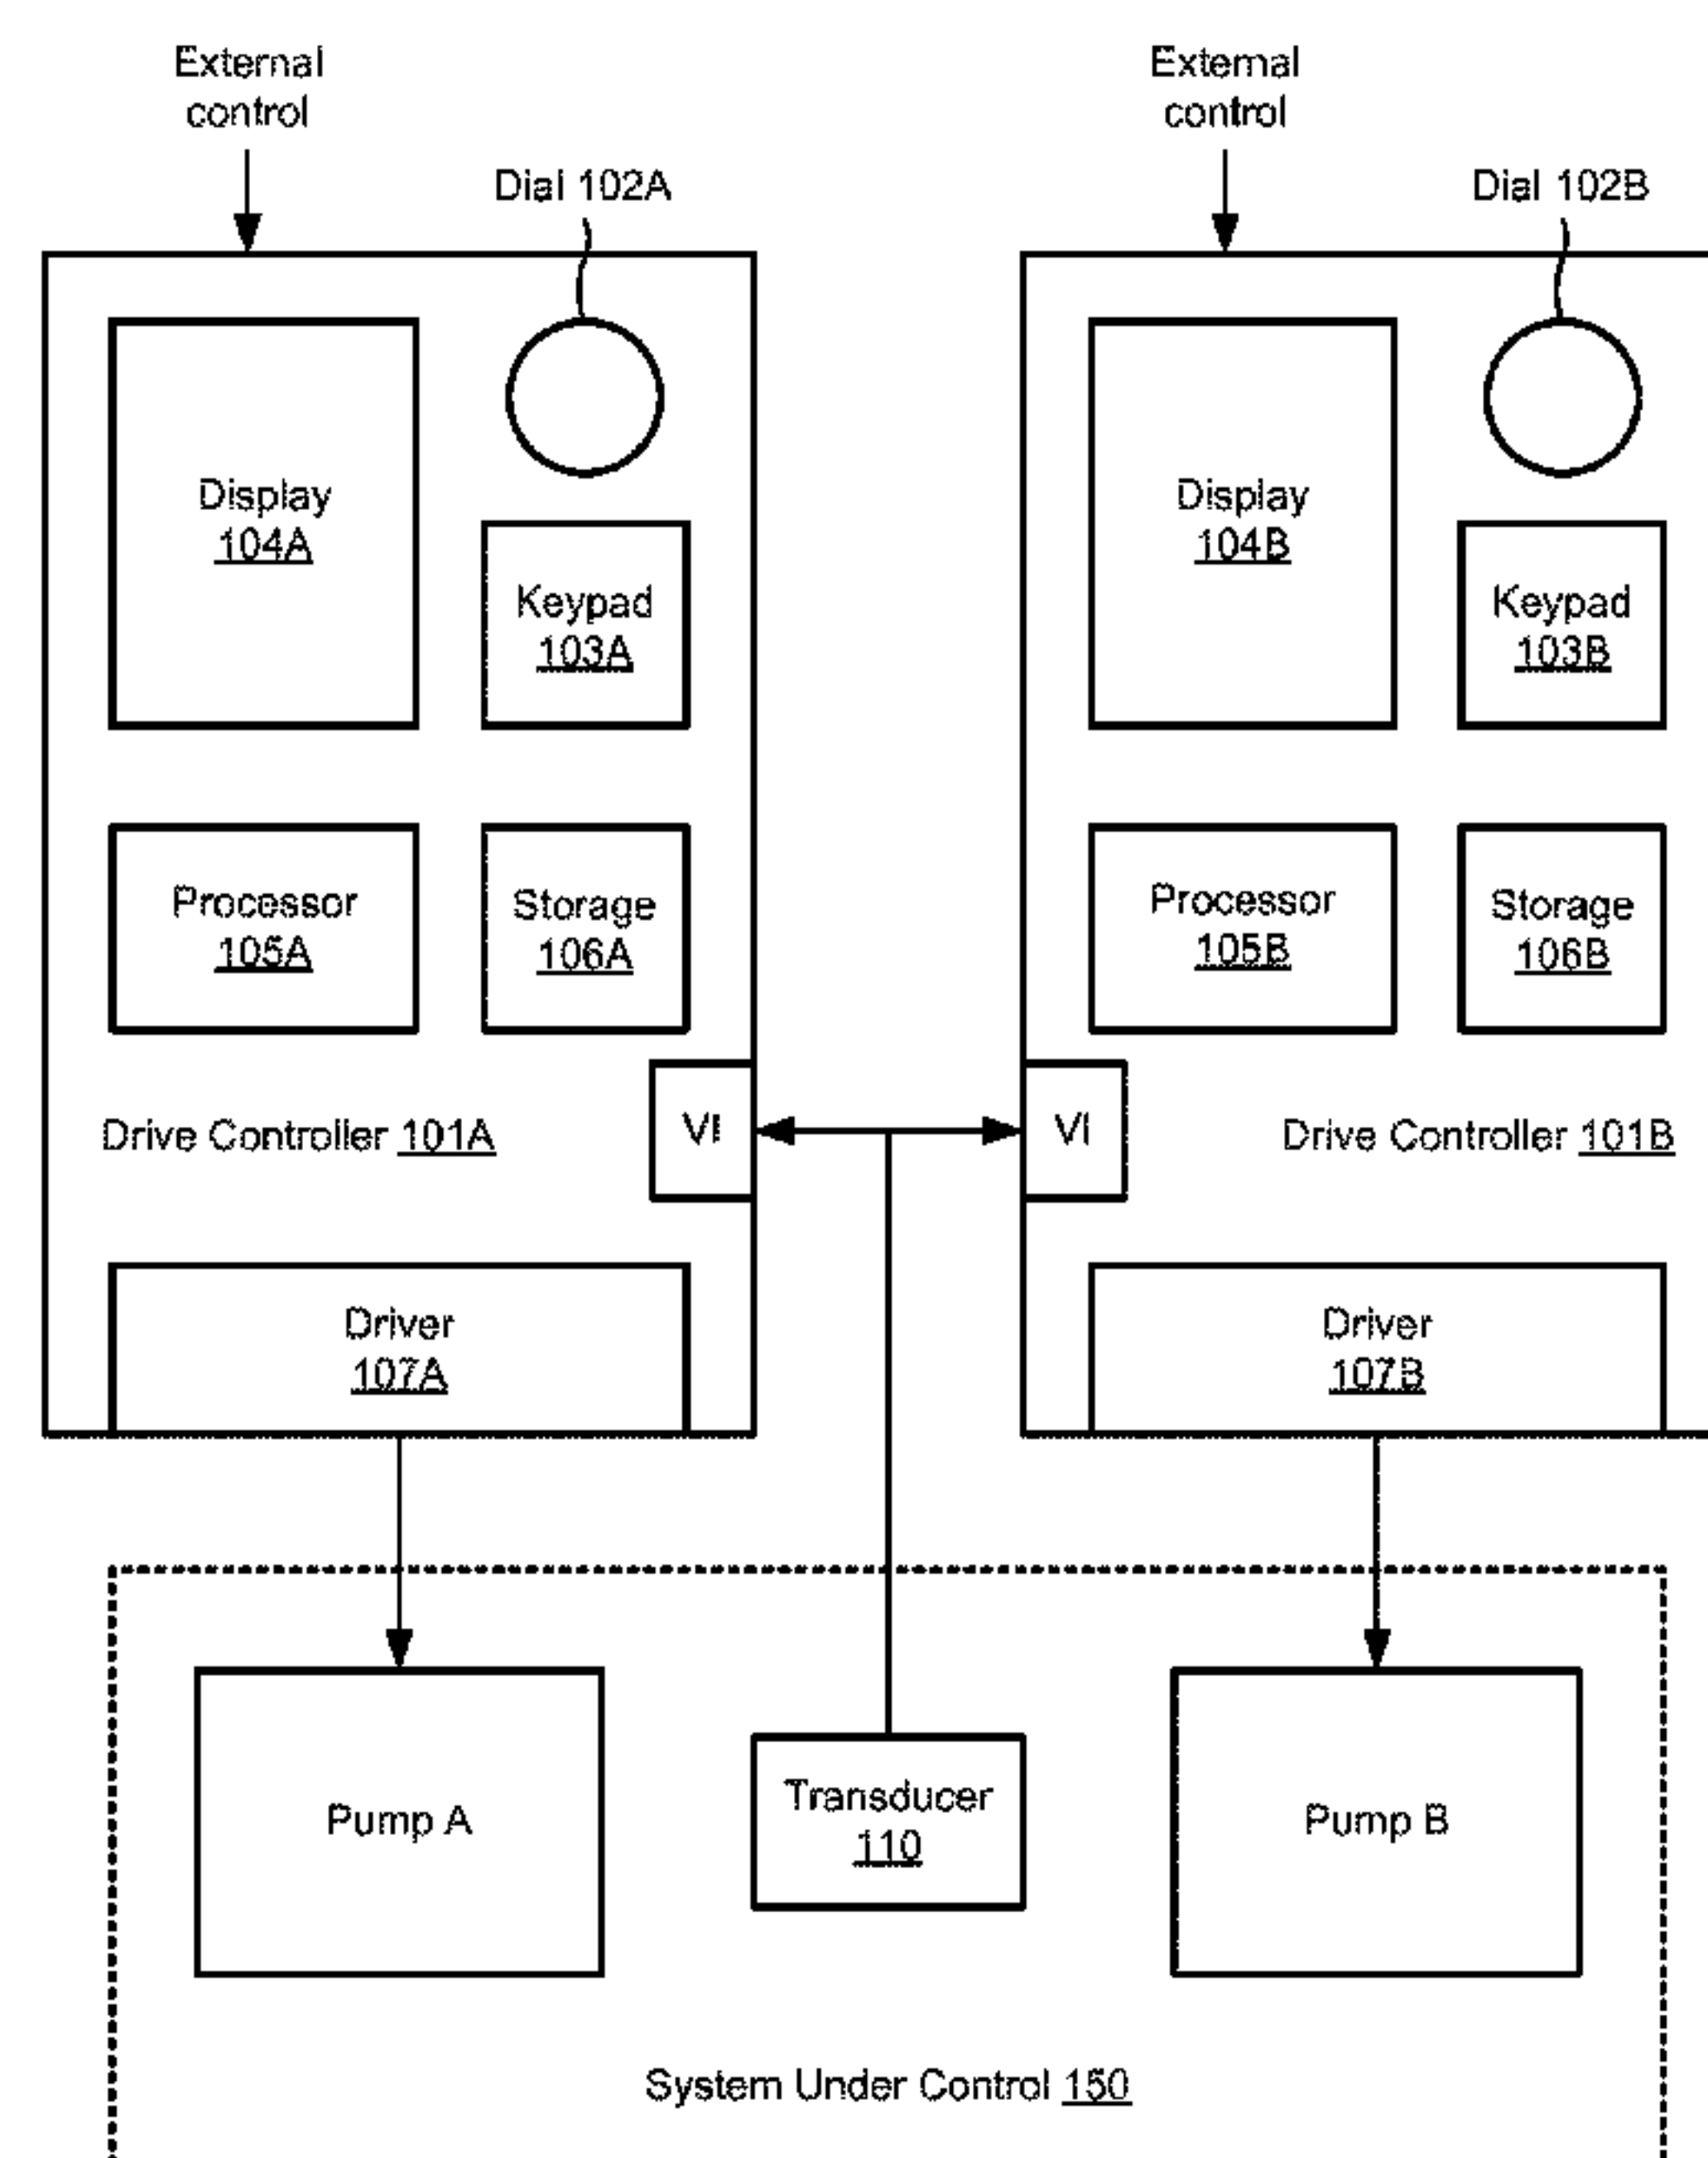 External
control
External
control
Dial 102A
Dial 102B
Display
104A
Keypad
103A
Display
104B
Keypad
103B
Processor
105A
Storage
106A
Processor
105B
Storage
106B
VI
VI
Drive Controller 101A
Drive Controller 101B
Driver
107A
Driver
107B
Pump A
Transducer
110
Pump B
System Under Control 150